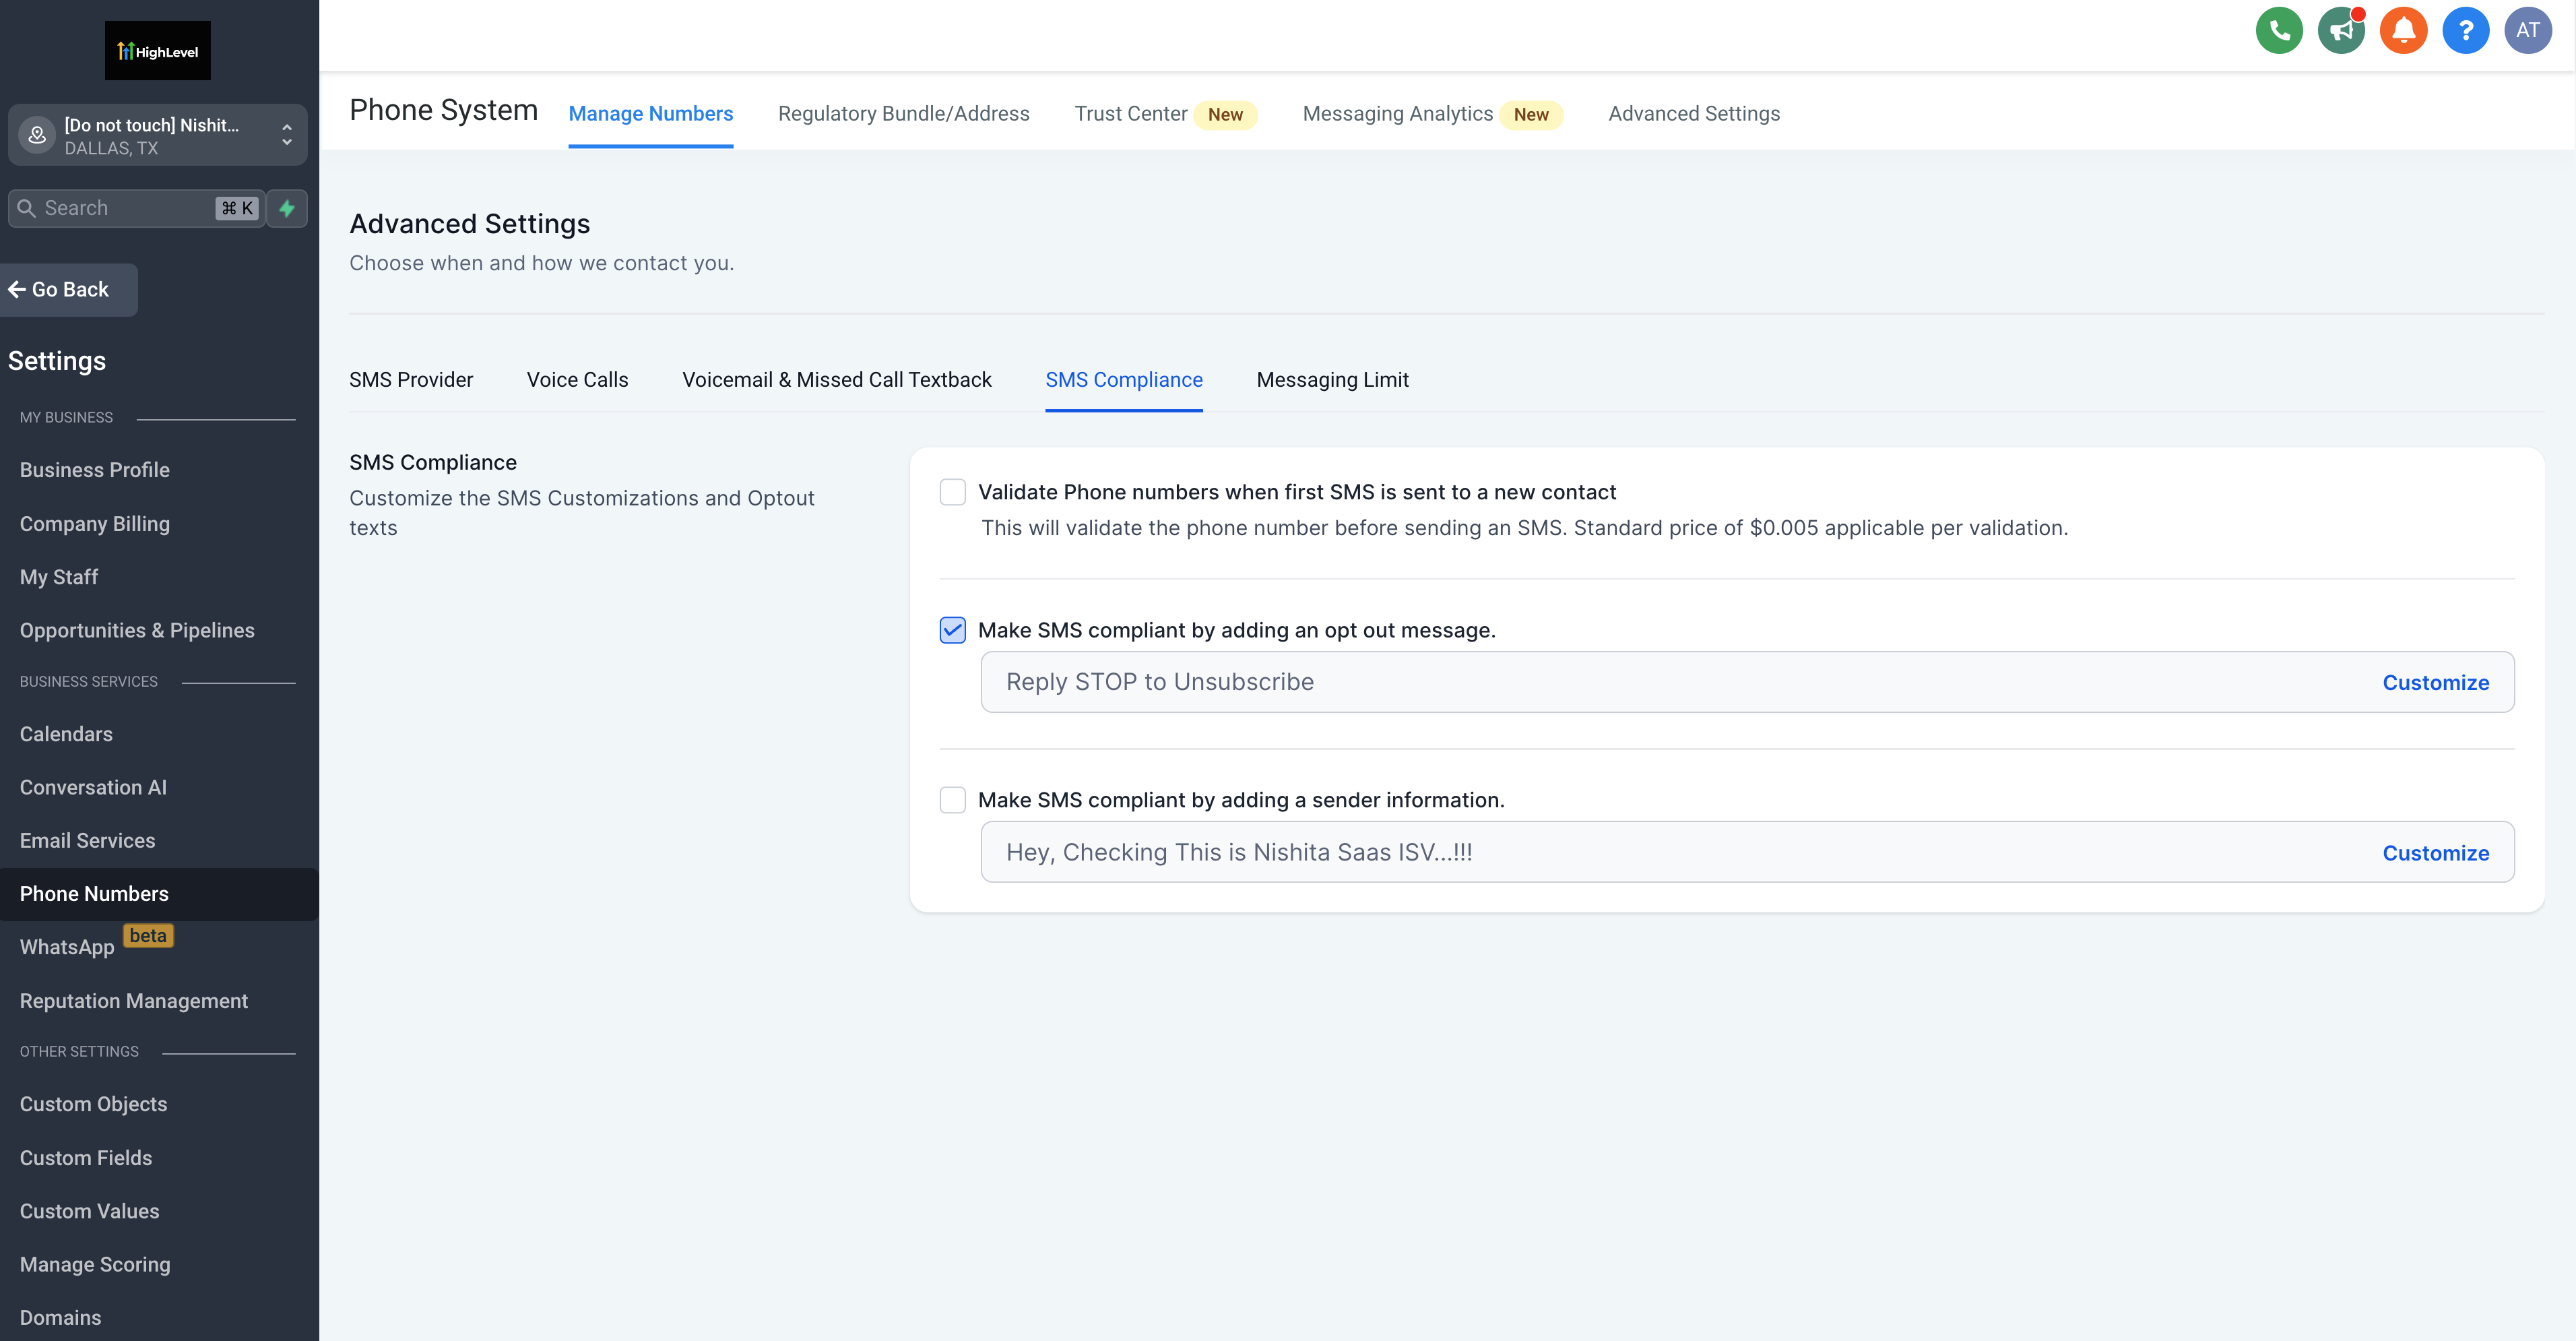 HighLevel
[Do not touch] Nishit...
DALLAS, TX
Search
⌘ K
Go Back
Settings
MY BUSINESS
Business Profile
Company Billing
My Staff
Opportunities & Pipelines
BUSINESS SERVICES
Calendars
Conversation AI
Email Services
Phone Numbers
WhatsApp beta
Reputation Management
OTHER SETTINGS
Custom Objects
Custom Fields
Custom Values
Manage Scoring
Domains
? AT
Phone System Manage Numbers Regulatory Bundle/Address Trust Center New Messaging Analytics New Advanced Settings
Advanced Settings
Choose when and how we contact you.
SMS Provider Voice Calls Voicemail & Missed Call Textback SMS Compliance Messaging Limit
SMS Compliance
Customize the SMS Customizations and Optout
texts
Validate Phone numbers when first SMS is sent to a new contact
This will validate the phone number before sending an SMS. Standard price of $0.005 applicable per validation.
Make SMS compliant by adding an opt out message.
Reply STOP to Unsubscribe Customize
Make SMS compliant by adding a sender information.
Hey, Checking This is Nishita Saas ISV...!!! Customize